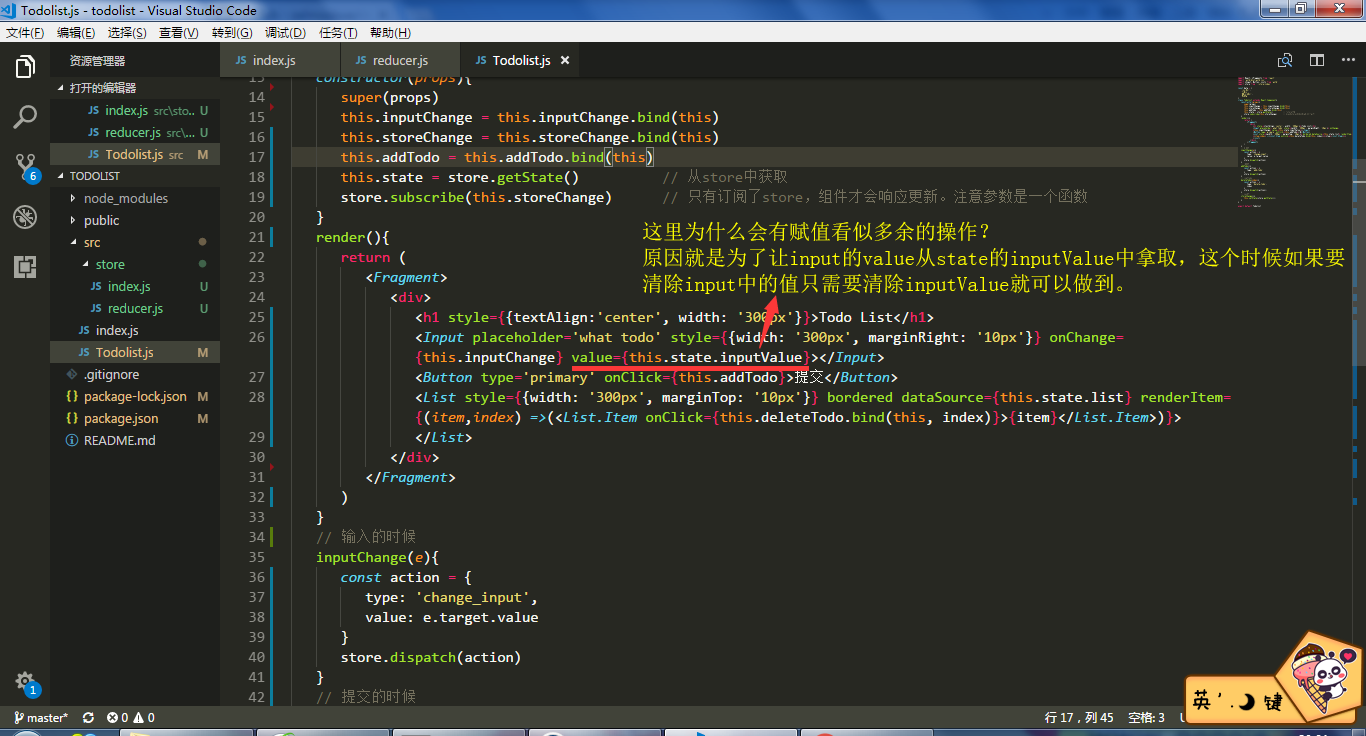 Todolist.js - todolist - Visual Studio Code
文件(F) 编辑(E) 选择(S) 查看(V) 转到(G) 调试(D) 任务(T) 帮助(H)
资源管理器
JS index.js JS reducer.js JS Todolist.js ×
打开的编辑器
JS index.js src\sto... U
JS reducer.js src\... U
JS Todolist.js src M
TODOLIST
node_modules
public
src
store
JS index.js U
JS reducer.js U
JS index.js
JS Todolist.js M
.gitignore
{} package-lock.json M
{} package.json M
README.md
6
1
13 constructor(props){
14 super(props)
15 this.inputChange = this.inputChange.bind(this)
16 this.storeChange = this.storeChange.bind(this)
17 this.addTodo = this.addTodo.bind(this)
18 this.state = store.getState() // 从store中获取
19 store.subscribe(this.storeChange) // 只有订阅了store，组件才会响应更新。注意参数是一个函数
20 }
21 render(){
22 return (
23 <Fragment>
24 <div>
25 <h1 style={{textAlign:'center', width: '300px'}}>Todo List</h1>
26 <Input placeholder='what todo' style={{width: '300px', marginRight: '10px'}} onChange=
{this.inputChange} value={this.state.inputValue}></Input>
27 <Button type='primary' onClick={this.addTodo}>提交</Button>
28 <List style={{width: '300px', marginTop: '10px'}} bordered dataSource={this.state.list} renderItem=
{(item,index) =>(<List.Item onClick={this.deleteTodo.bind(this, index)}>{item}</List.Item>)}>
29 </List>
30 </div>
31 </Fragment>
32 )
33 }
34 // 输入的时候
35 inputChange(e){
36 const action = {
37 type: 'change_input',
38 value: e.target.value
39 }
40 store.dispatch(action)
41 }
42 // 提交的时候
这里为什么会有赋值看似多余的操作？
原因就是为了让input的value从state的inputValue中拿取，这个时候如果要
清除input中的值只需要清除inputValue就可以做到。
master* 0 0 行 17，列 45 空格: 3
英 键